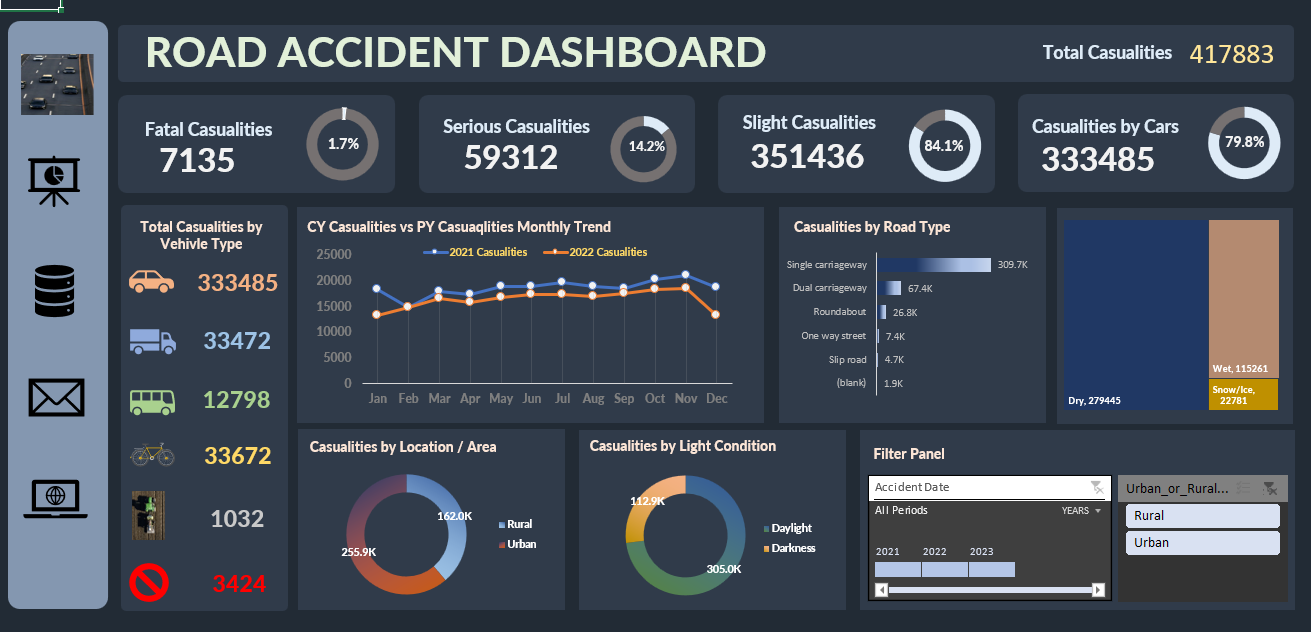 ROAD ACCIDENT DASHBOARD
Total Casualities 417883
Fatal Casualities
7135
1.7%
Serious Casualities
59312
14.2%
Slight Casualities
351436
84.1%
Casualities by Cars
333485
79.8%
Total Casualities by
Vehivle Type
333485
33472
12798
33672
1032
3424
CY Casualities vs PY Casuaqlities Monthly Trend
2021 Casualities 2022 Casualities
25000
20000
15000
10000
5000
0
Jan Feb Mar Apr May Jun Jul Aug Sep Oct Nov Dec
Casualities by Road Type
Single carriageway 309.7K
Dual carriageway 67.4K
Roundabout 26.8K
One way street 7.4K
Slip road 4.7K
(blank) 1.9K
Dry, 279445
Wet, 115261
Snow/Ice,
22781
Casualities by Location / Area
162.0K
255.9K
Rural
Urban
Casualities by Light Condition
112.9K
305.0K
Daylight
Darkness
Filter Panel
Accident Date
All Periods YEARS
2021 2022 2023
Urban_or_Rural...
Rural
Urban